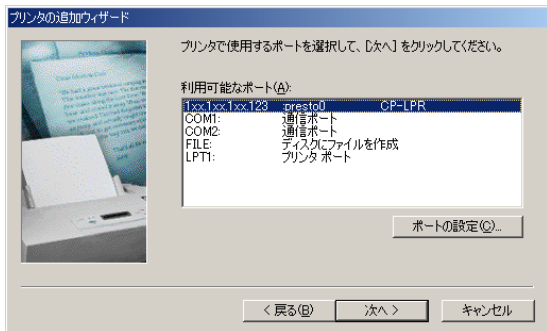 プリンタの追加ウィザード
プリンタで使用するポートを選択して、[次へ] をクリックしてください。
利用可能なポート(A):
1xx.1xx.1xx.123 :presto0 CP-LPR
COM1: 通信ポート
COM2: 通信ポート
FILE: ディスクにファイルを作成
LPT1: プリンタ ポート
ポートの設定(C)...
< 戻る(B)
次へ >
キャンセル